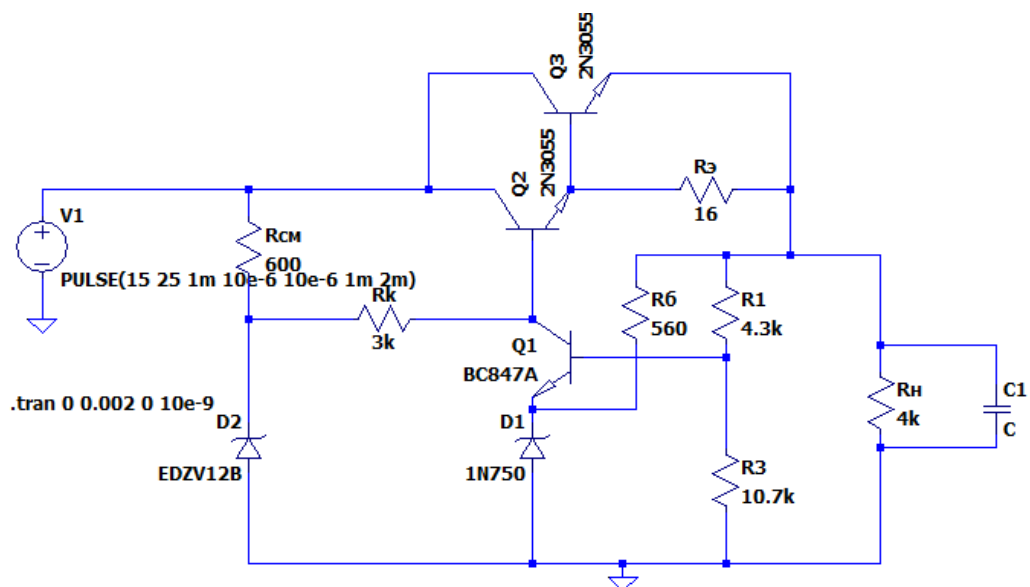 Q3
2N3055
Q2
2N3055
Rэ
16
V1
PULSE(15 25 1m 10e-6 10e-6 1m 2m)
Rсм
600
Rk
3k
Rб
560
R1
4.3k
Q1
BC847A
Rн
4k
C1
C
.tran 0 0.002 0 10e-9
D2
EDZV12B
D1
1N750
R3
10.7k